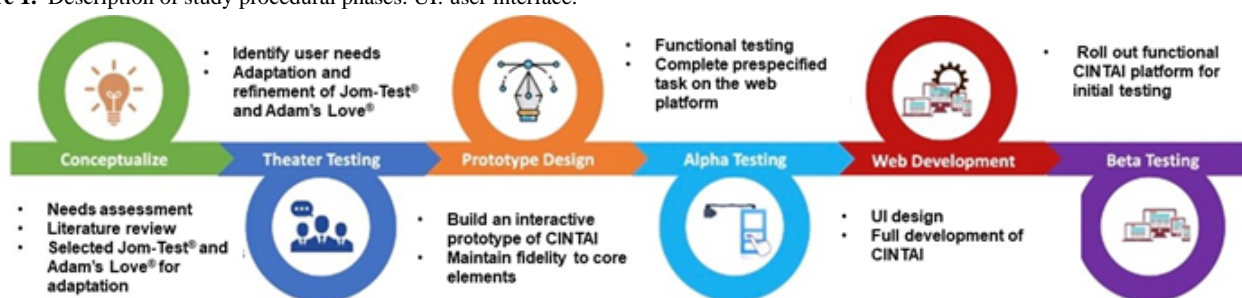 1. Description of study procedural phases. UI: user interface.
• Identify user needs
• Adaptation and
refinement of Jom-Test®
and Adam's Love®
• Functional testing
• Complete prespecified
task on the web
platform
• Roll out functional
CINTAI platform for
initial testing
Conceptualize
Theater Testing
Prototype Design
Alpha Testing
Web Development
Beta Testing
• Needs assessment
• Literature review
• Selected Jom-Test® and
Adam's Love® for
adaptation
• Build an interactive
prototype of CINTAI
• Maintain fidelity to core
elements
• UI design
• Full development of
CINTAI